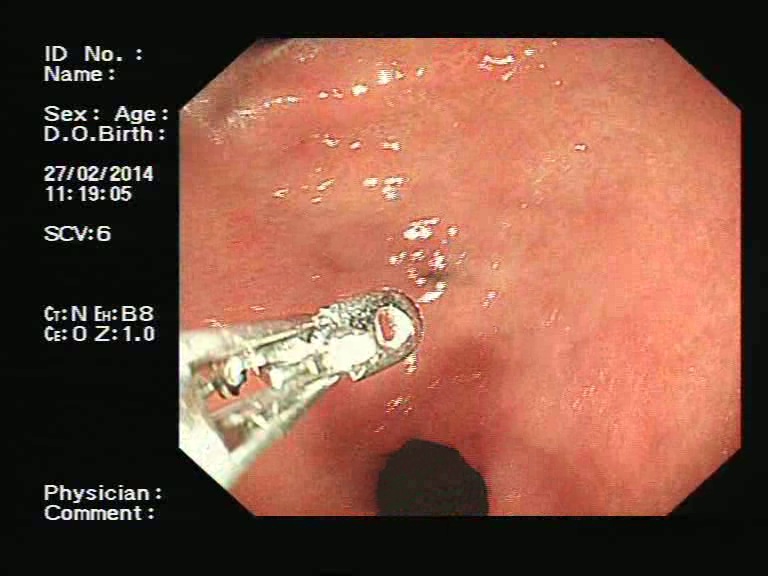 ID No. :
Name:
Sex: Age:
D.O.Birth:
27/02/2014
11:19:05
SCV:6
CT:N EH:B8
CE:0 Z:1.0
Physician:
Comment: